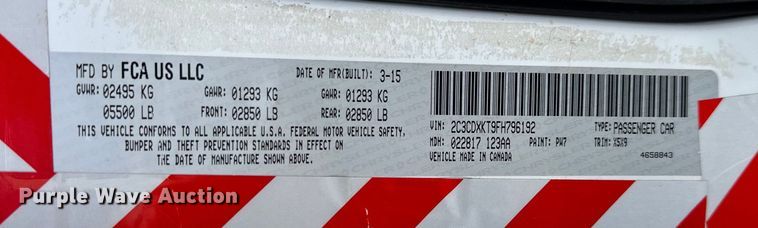 MFD BY FCA US LLC DATE OF MFR(BUILT): 3-15
GVWR: 02495 KG GAWR: 01293 KG GAWR: 01293 KG
05500 LB FRONT: 02850 LB REAR: 02850 LB
THIS VEHICLE CONFORMS TO ALL APPLICABLE U.S.A. FEDERAL MOTOR VEHICLE SAFETY,
BUMPER AND THEFT PREVENTION STANDARDS IN EFFECT ON
THE DATE OF MANUFACTURE SHOWN ABOVE.
VIN: 2C3CDXKT9FH796192 TYPE: PASSENGER CAR
MDH: 022817 123AA PAINT: PW7 TRIM: X5X9
VEHICLE MADE IN CANADA 4658843
Purple Wave Auction